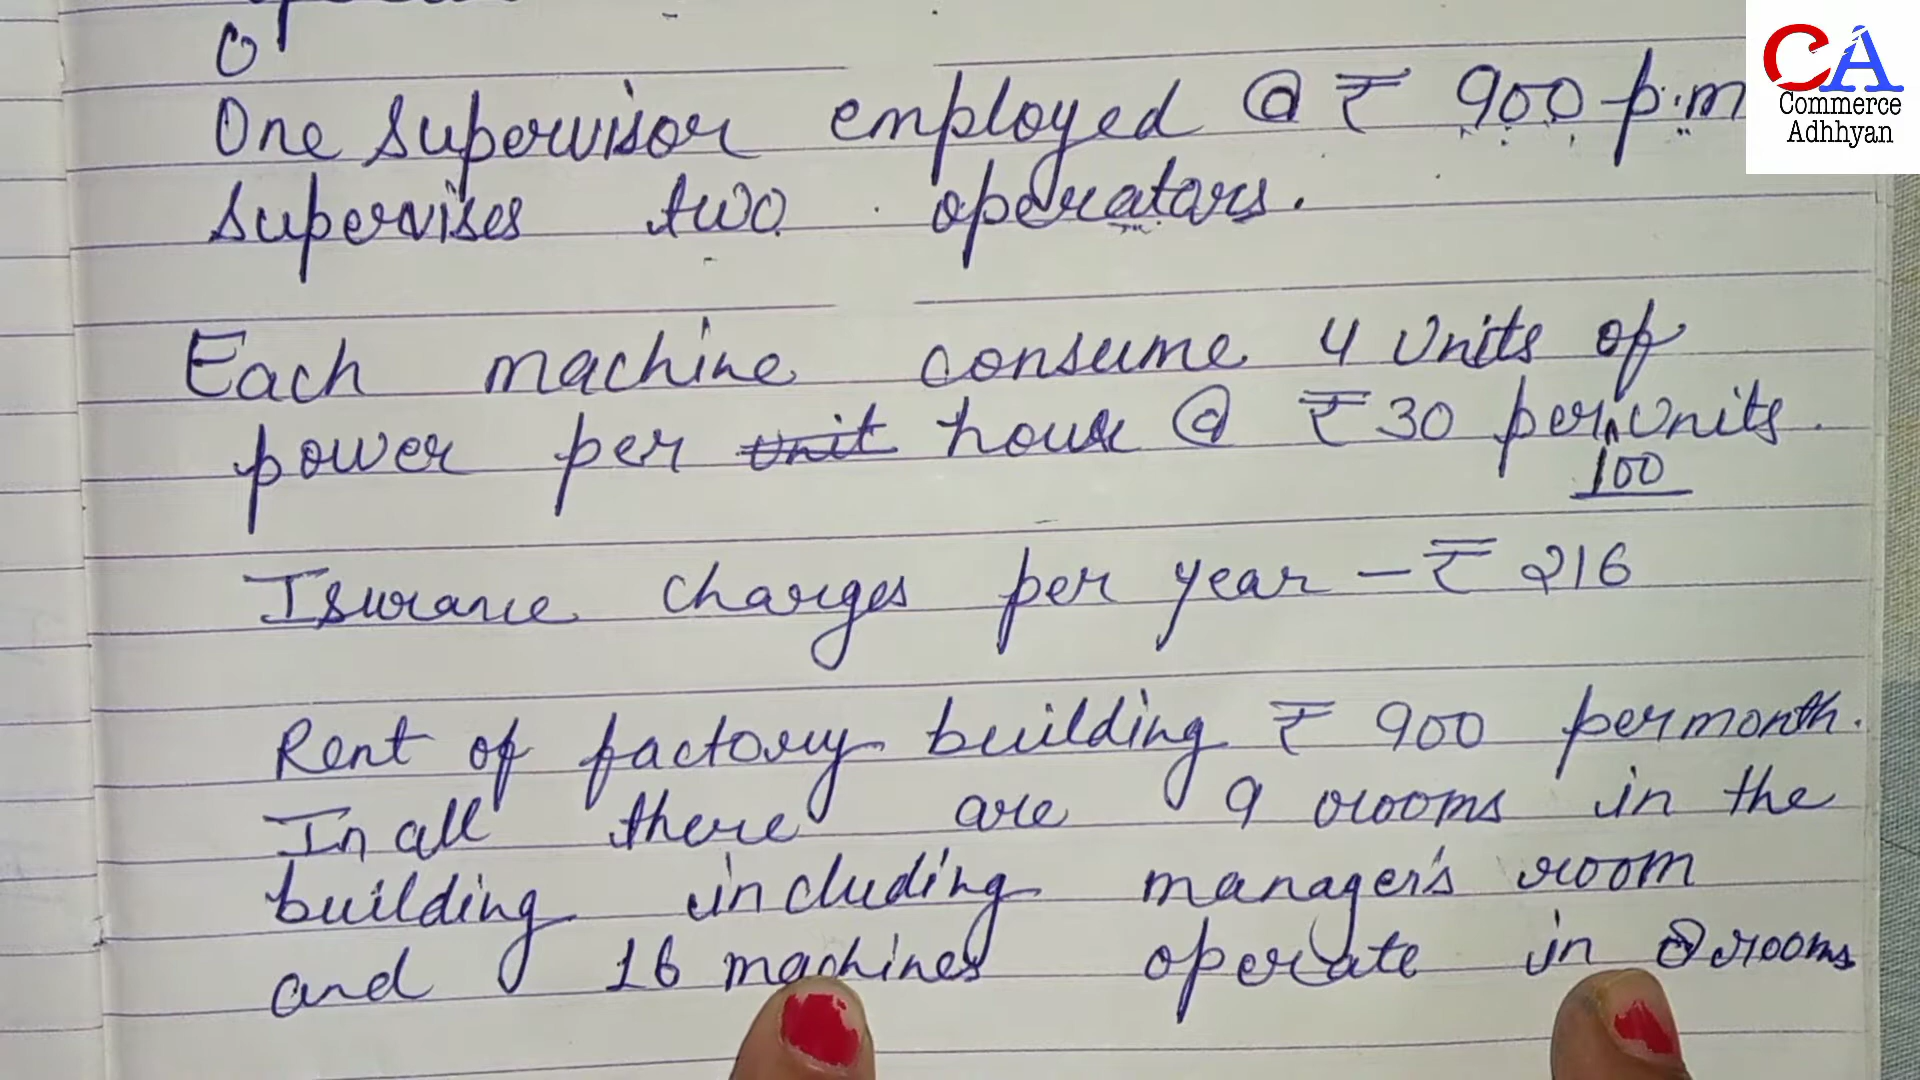 One Supervisor employed @ ₹ 900 p.m
CA
Commerce
Adhhyan
Supervises two operators.
Each machine consume 4 Units of
power per unit hour @ ₹ 30 per 100 Units.
Isurance charges per year – ₹ 216
Rent of factory building ₹ 900 per month.
In all there are 9 rooms in the
building including manager's room
and 16 machines operate in 8 rooms